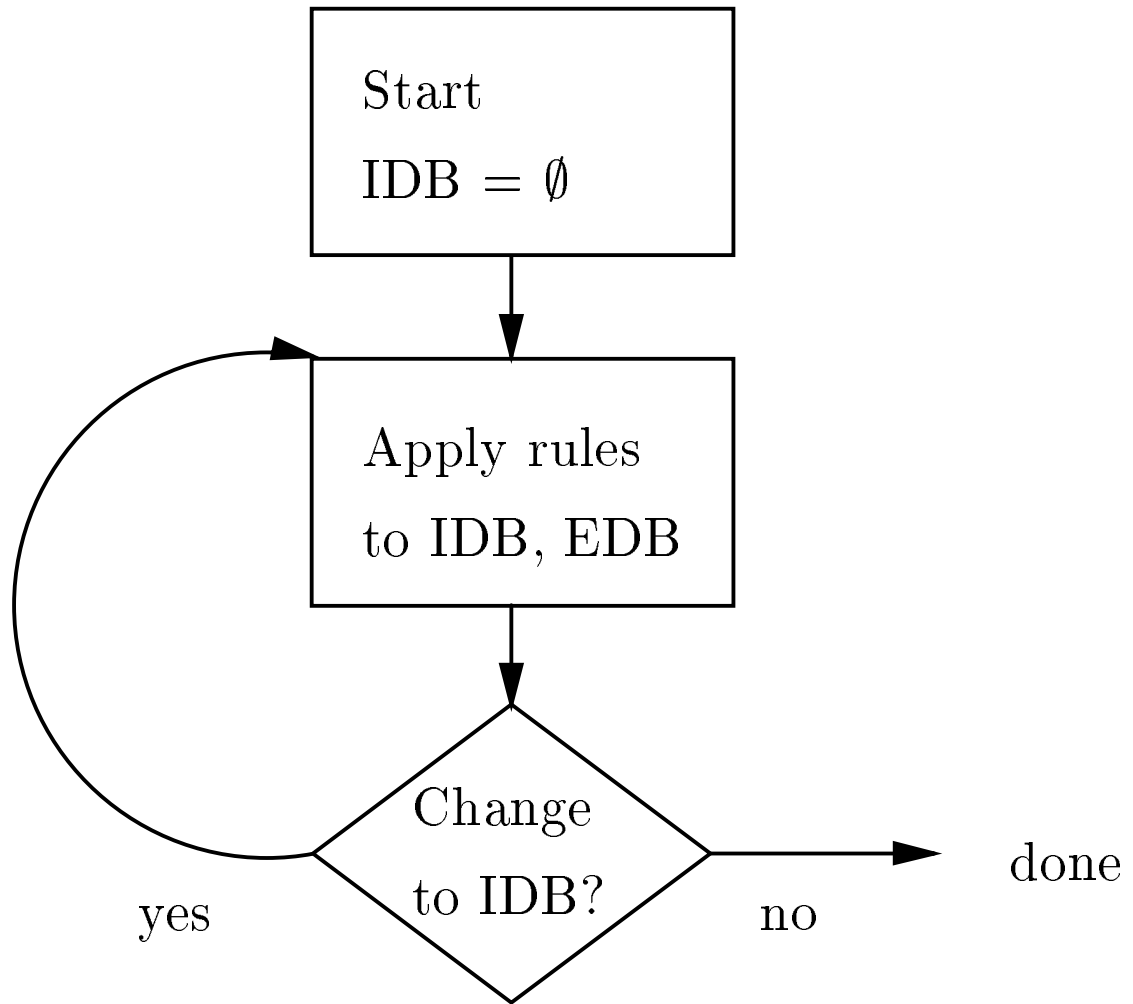 Start
IDB = ∅
Apply rules
to IDB, EDB
Change
to IDB?
yes
no
done